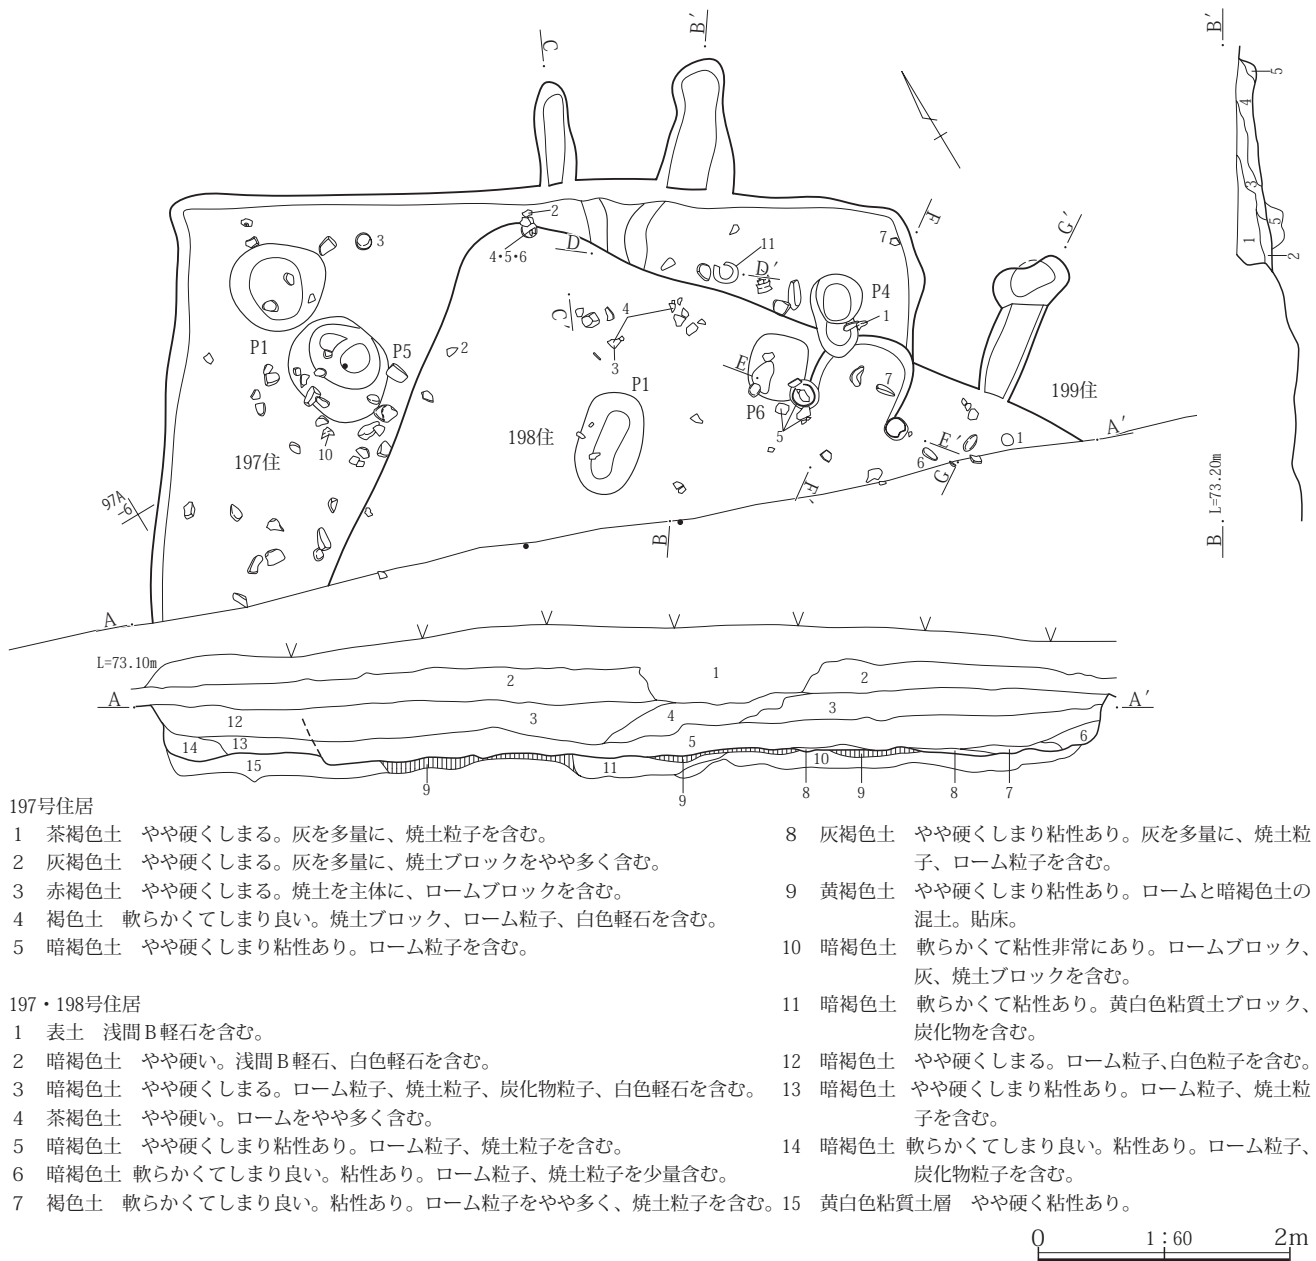 C
B′
B′
5
4
3
5
1
2
F
G′
2
3
4・5・6
D
11
D′
7
P4
1
C′
4
3
P1
P5
2
E
P6
7
5
P1
199住
198住
10
197住
A′
1
E′
6
G
F′
97A
-6
B
B L=73.20m
A
L=73.10m
1
2
2
A
A′
12
3
4
3
14
13
5
6
15
11
10
9
9
8
9
8
7
197号住居
1 茶褐色土 やや硬くしまる。灰を多量に、焼土粒子を含む。
2 灰褐色土 やや硬くしまる。灰を多量に、焼土ブロックをやや多く含む。
3 赤褐色土 やや硬くしまる。焼土を主体に、ロームブロックを含む。
4 褐色土 軟らかくてしまり良い。焼土ブロック、ローム粒子、白色軽石を含む。
5 暗褐色土 やや硬くしまり粘性あり。ローム粒子を含む。
197・198号住居
1 表土 浅間B軽石を含む。
2 暗褐色土 やや硬い。浅間B軽石、白色軽石を含む。
3 暗褐色土 やや硬くしまる。ローム粒子、焼土粒子、炭化物粒子、白色軽石を含む。
4 茶褐色土 やや硬い。ロームをやや多く含む。
5 暗褐色土 やや硬くしまり粘性あり。ローム粒子、焼土粒子を含む。
6 暗褐色土 軟らかくてしまり良い。粘性あり。ローム粒子、焼土粒子を少量含む。
7 褐色土 軟らかくてしまり良い。粘性あり。ローム粒子をやや多く、焼土粒子を含む。
8 灰褐色土 やや硬くしまり粘性あり。灰を多量に、焼土粒
子、ローム粒子を含む。
9 黄褐色土 やや硬くしまり粘性あり。ロームと暗褐色土の
混土。貼床。
10 暗褐色土 軟らかくて粘性非常にあり。ロームブロック、
灰、焼土ブロックを含む。
11 暗褐色土 軟らかくて粘性あり。黄白色粘質土ブロック、
炭化物を含む。
12 暗褐色土 やや硬くしまる。ローム粒子、白色粒子を含む。
13 暗褐色土 やや硬くしまり粘性あり。ローム粒子、焼土粒
子を含む。
14 暗褐色土 軟らかくてしまり良い。粘性あり。ローム粒子、
炭化物粒子を含む。
15 黄白色粘質土層 やや硬く粘性あり。
0 1:60 2m